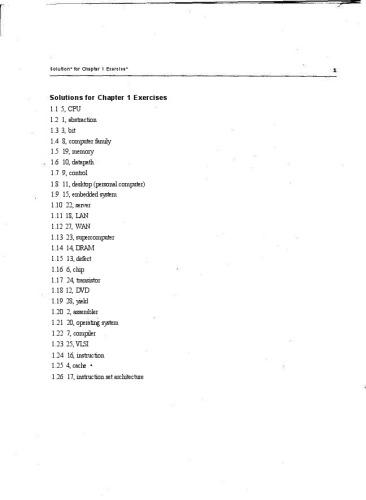 Solution* for Chapter 1 Exercise* 1
Solutions for Chapter 1 Exercises
1.1 5, CPU
1.2 1, abstraction
1.3 3, bit
1.4 8, computer family
1.5 19, memory
1.6 10, datapath
1.7 9, control
1.8 11, desktop (personal computer)
1.9 15, embedded system
1.10 22, server
1.11 18, LAN
1.12 27, WAN
1.13 23, supercomputer
1.14 14, DRAM
1.15 13, defect
1.16 6, chip
1.17 24, transistor
1.18 12, DVD
1.19 28, yield
1.20 2, assembler
1.21 20, operating system
1.22 7, compiler
1.23 25, VLSI
1.24 16, instruction
1.25 4, cache •
1.26 17, instruction set architecture